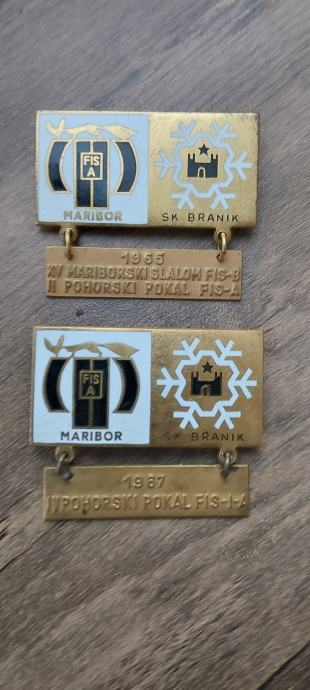 FIS
A
MARIBOR
SK. BRANIK
1965
XV MARIBORSKI SLALOM FIS-B
II POHORSKI POKAL FIS-A
FIS
A
MARIBOR
SK BRANIK
1967
IV POHORSKI POKAL FIS-I-A